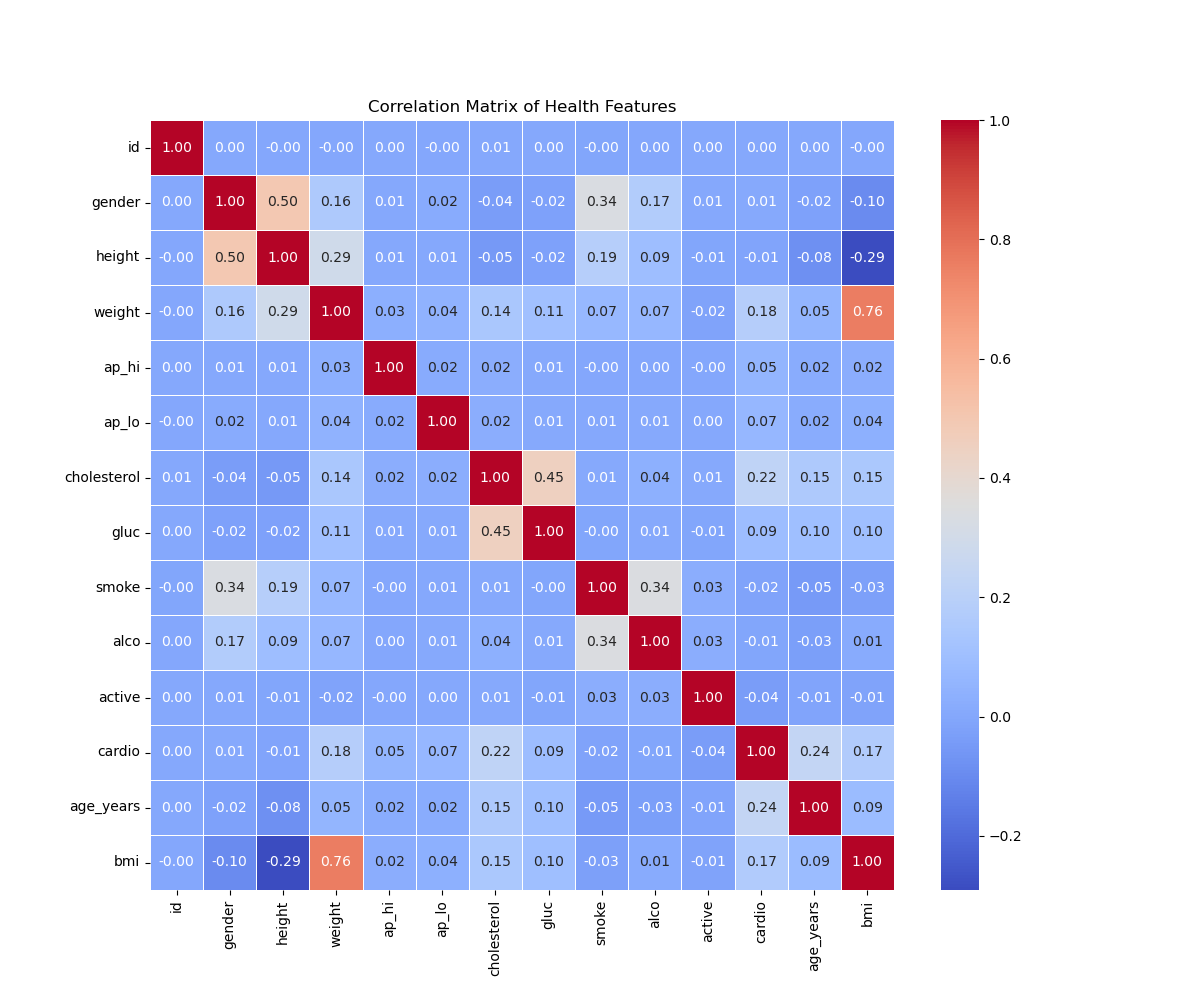 Correlation Matrix of Health Features
id 1.00 0.00 -0.00 -0.00 0.00 -0.00 0.01 0.00 -0.00 0.00 0.00 0.00 0.00 -0.00
gender 0.00 1.00 0.50 0.16 0.01 0.02 -0.04 -0.02 0.34 0.17 0.01 0.01 -0.02 -0.10
height -0.00 0.50 1.00 0.29 0.01 0.01 -0.05 -0.02 0.19 0.09 -0.01 -0.01 -0.08 -0.29
weight -0.00 0.16 0.29 1.00 0.03 0.04 0.14 0.11 0.07 0.07 -0.02 0.18 0.05 0.76
ap_hi 0.00 0.01 0.01 0.03 1.00 0.02 0.02 0.01 -0.00 0.00 -0.00 0.05 0.02 0.02
ap_lo -0.00 0.02 0.01 0.04 0.02 1.00 0.02 0.01 0.01 0.01 0.00 0.07 0.02 0.04
cholesterol 0.01 -0.04 -0.05 0.14 0.02 0.02 1.00 0.45 0.01 0.04 0.01 0.22 0.15 0.15
gluc 0.00 -0.02 -0.02 0.11 0.01 0.01 0.45 1.00 -0.00 0.01 -0.01 0.09 0.10 0.10
smoke -0.00 0.34 0.19 0.07 -0.00 0.01 0.01 -0.00 1.00 0.34 0.03 -0.02 -0.05 -0.03
alco 0.00 0.17 0.09 0.07 0.00 0.01 0.04 0.01 0.34 1.00 0.03 -0.01 -0.03 0.01
active 0.00 0.01 -0.01 -0.02 -0.00 0.00 0.01 -0.01 0.03 0.03 1.00 -0.04 -0.01 -0.01
cardio 0.00 0.01 -0.01 0.18 0.05 0.07 0.22 0.09 -0.02 -0.01 -0.04 1.00 0.24 0.17
age_years 0.00 -0.02 -0.08 0.05 0.02 0.02 0.15 0.10 -0.05 -0.03 -0.01 0.24 1.00 0.09
bmi -0.00 -0.10 -0.29 0.76 0.02 0.04 0.15 0.10 -0.03 0.01 -0.01 0.17 0.09 1.00
id gender height weight ap_hi ap_lo cholesterol gluc smoke alco active cardio age_years bmi
1.0
0.8
0.6
0.4
0.2
0.0
−0.2